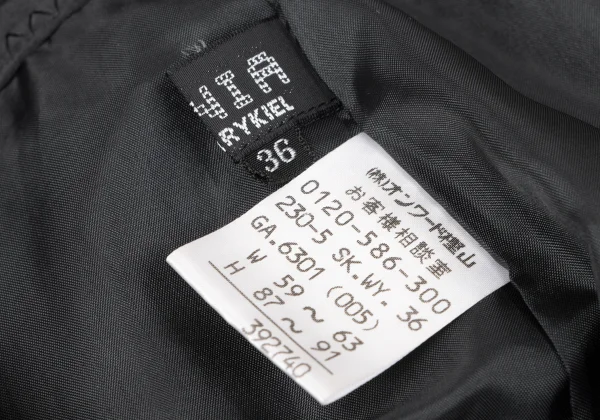 NIA
RYKIEL
36
(株)オンワード樫山
お客様相談室
0120-586-300
230-5 SK.WY. 36
GA.6301 (005)
W 59 ～ 63
H 87 ～ 91
392740